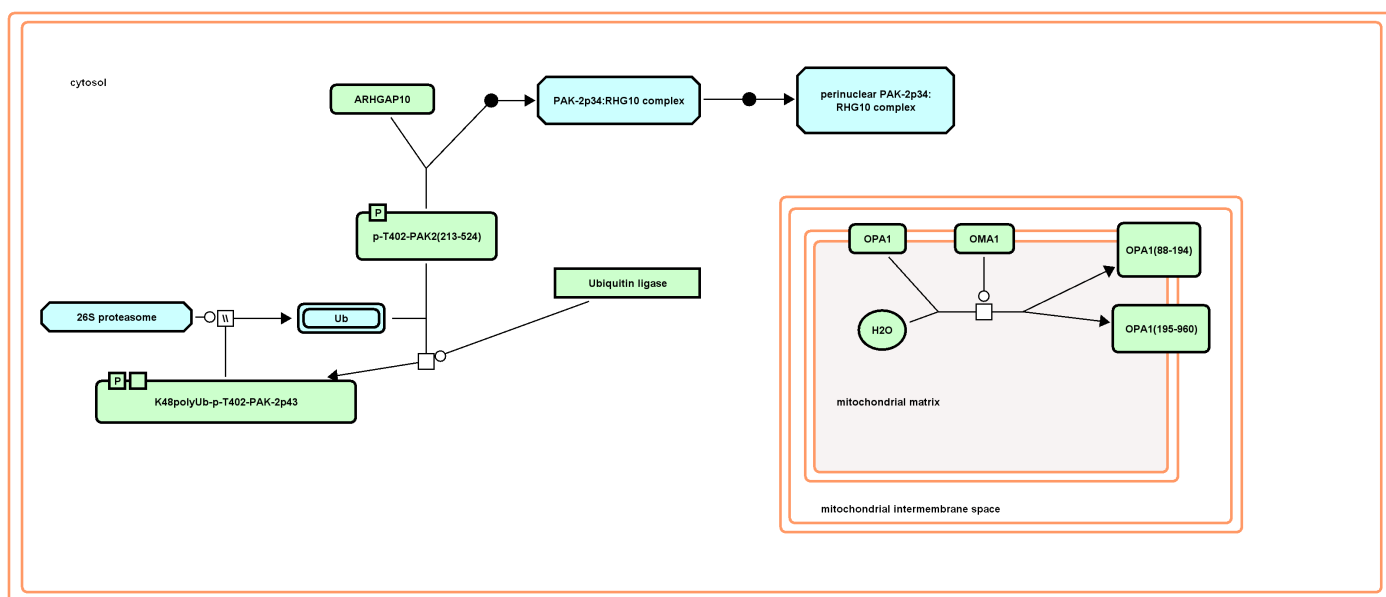 cytosol
ARHGAP10
PAK-2p34:RHG10 complex
perinuclear PAK-2p34:
RHG10 complex
P
p-T402-PAK2(213-524)
OPA1
OMA1
OPA1(88-194)
Ubiquitin ligase
26S proteasome
\\
Ub
H2O
OPA1(195-960)
P
K48polyUb-p-T402-PAK-2p43
mitochondrial matrix
mitochondrial intermembrane space